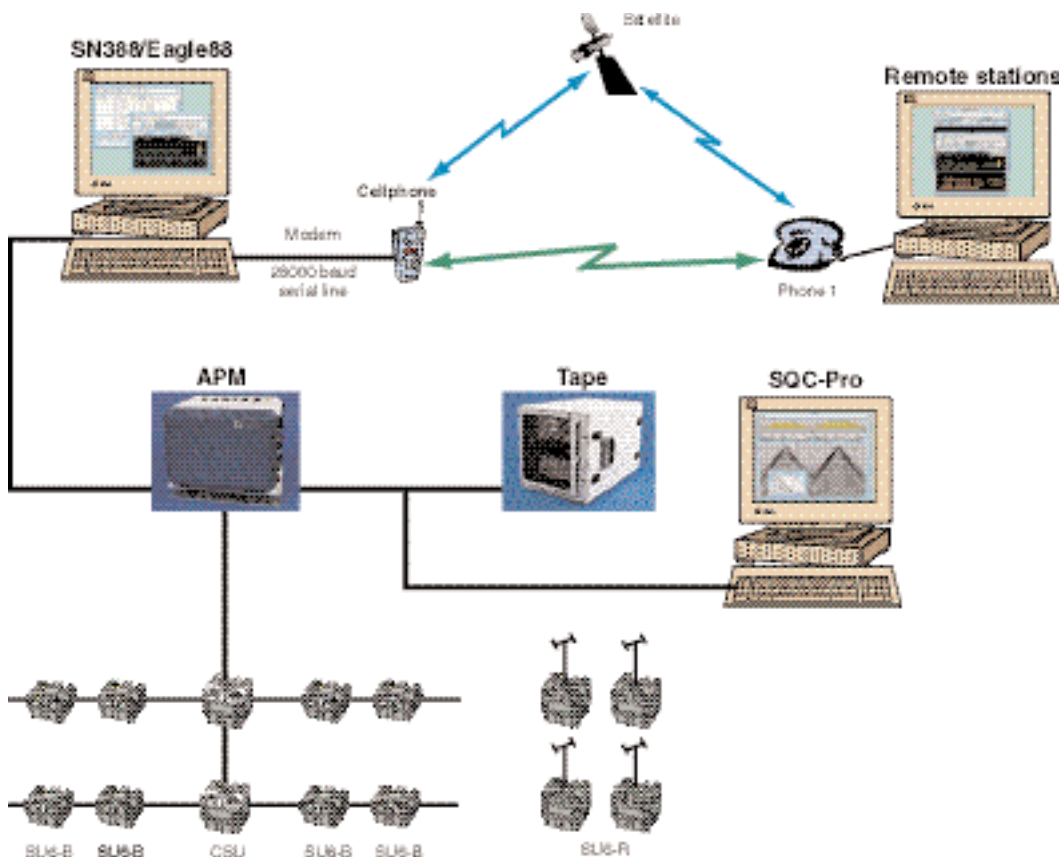 Satellite
SN388/Eagle88
Remote stations
Cellphone
Modem
28000 baud
serial line
Phone 1
APM
Tape
SQC-Pro
SU6-B
SU6-B
CSU
SU6-B
SU6-B
SU6-R